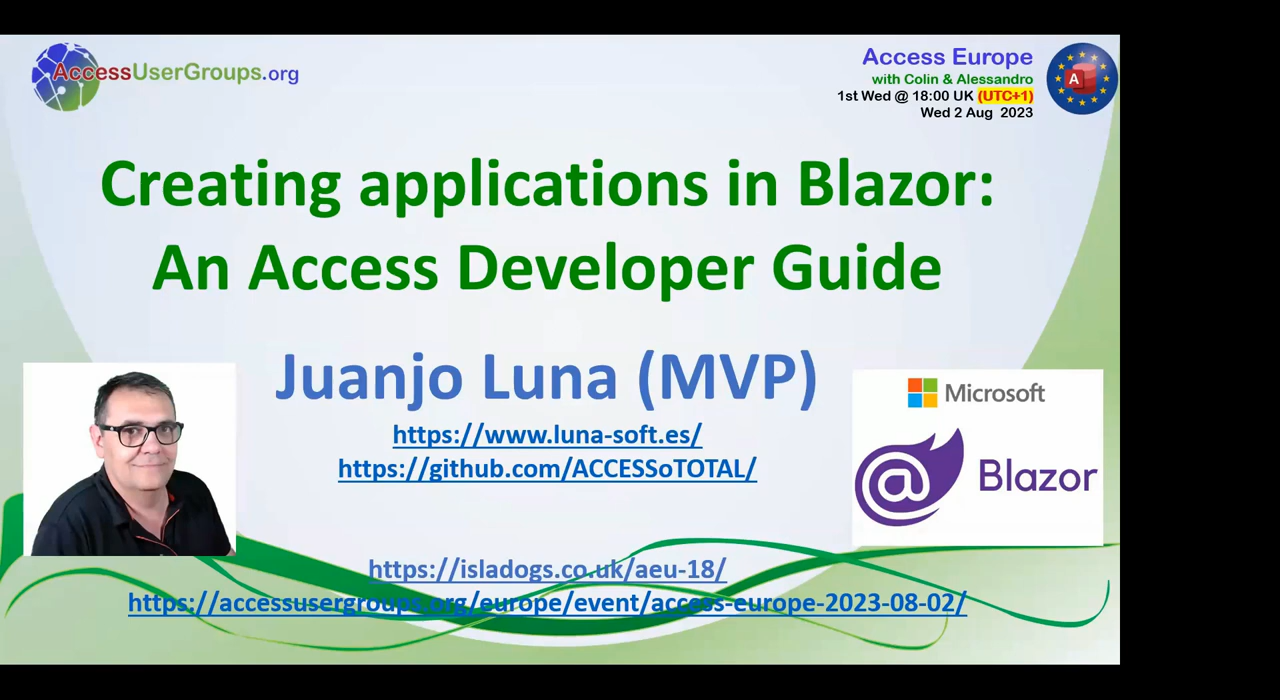 AccessUserGroups.org
Access Europe
with Colin & Alessandro
1st Wed @ 18:00 UK (UTC+1)
Wed 2 Aug 2023
A
Creating applications in Blazor:
An Access Developer Guide
Juanjo Luna (MVP)
https://www.luna-soft.es/
https://github.com/ACCESSoTOTAL/
Microsoft
@ Blazor
https://isladogs.co.uk/aeu-18/
https://accessusergroups.org/europe/event/access-europe-2023-08-02/